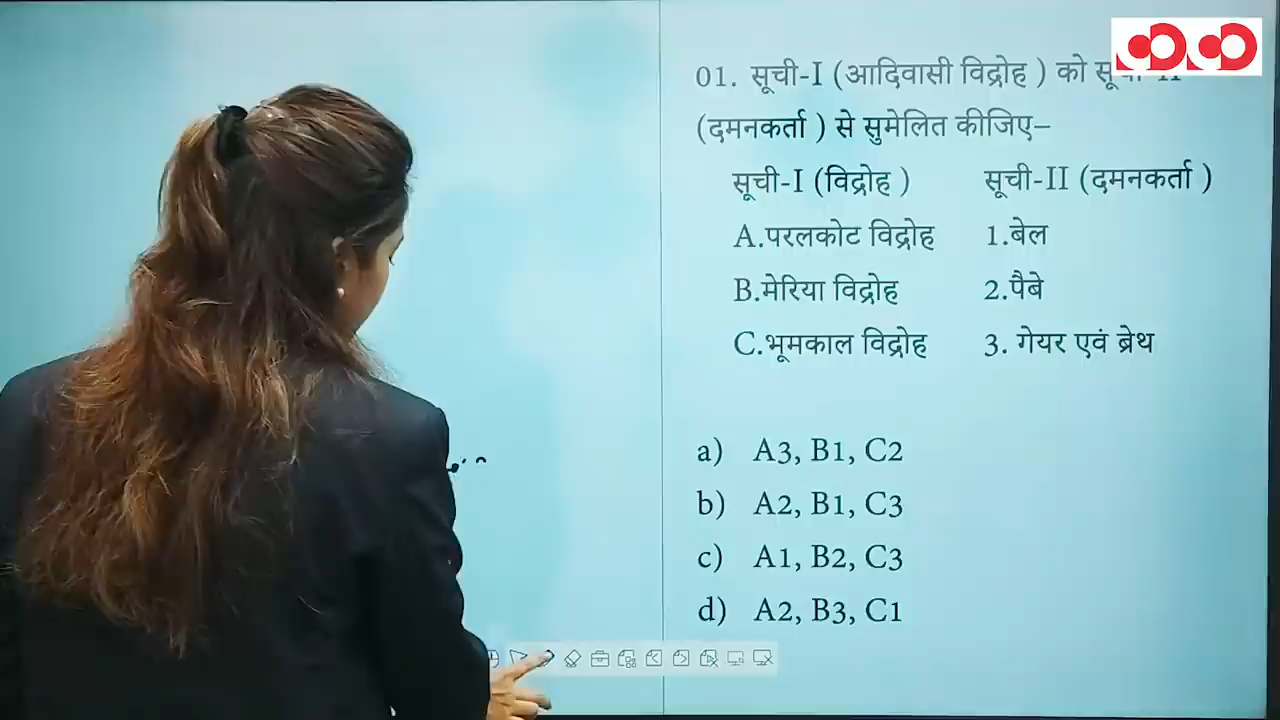 01. सूची-I (आदिवासी विद्रोह ) को
(दमनकर्ता ) से सुमेलित कीजिए–
सूची-I (विद्रोह ) सूची-II (दमनकर्ता )
A.परलकोट विद्रोह 1.बेल
B.मेरिया विद्रोह 2.पैबे
C.भूमकाल विद्रोह 3. गेयर एवं ब्रेथ
a) A3, B1, C2
b) A2, B1, C3
c) A1, B2, C3
d) A2, B3, C1